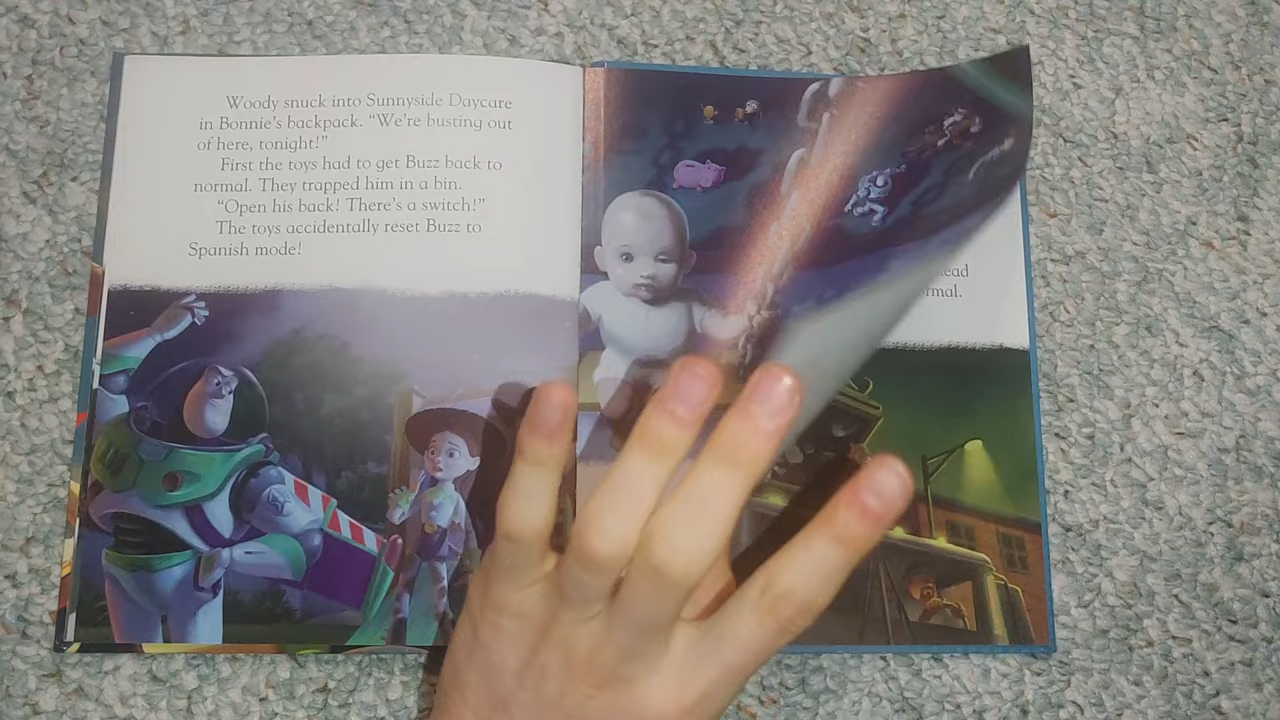 Woody snuck into Sunnyside Daycare
in Bonnie's backpack. “We're busting out
of here, tonight!”
First the toys had to get Buzz back to
normal. They trapped him in a bin.
“Open his back! There's a switch!”
The toys accidentally reset Buzz to
Spanish mode!